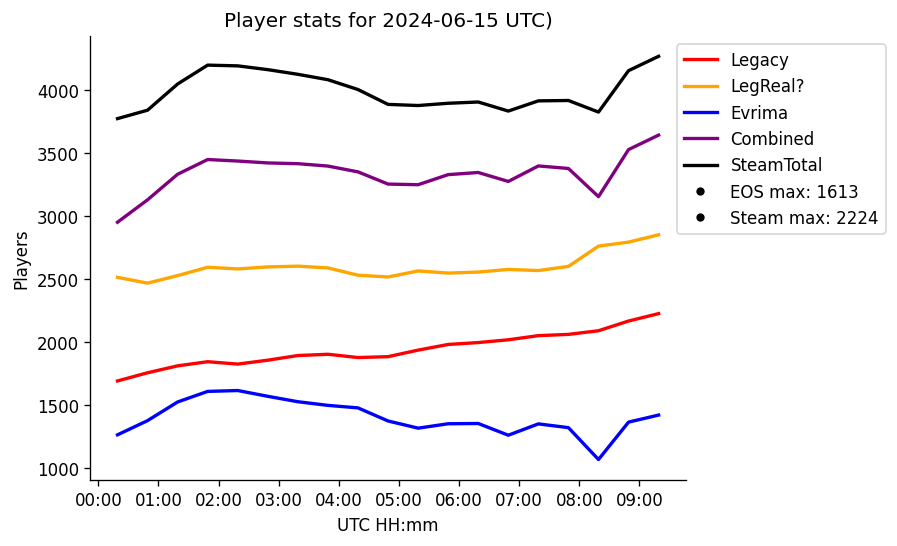 Player stats for 2024-06-15 UTC)
Legacy
LegReal?
Evrima
Combined
SteamTotal
EOS max: 1613
Steam max: 2224
Players
4000
3500
3000
2500
2000
1500
1000
00:00 01:00 02:00 03:00 04:00 05:00 06:00 07:00 08:00 09:00
UTC HH:mm